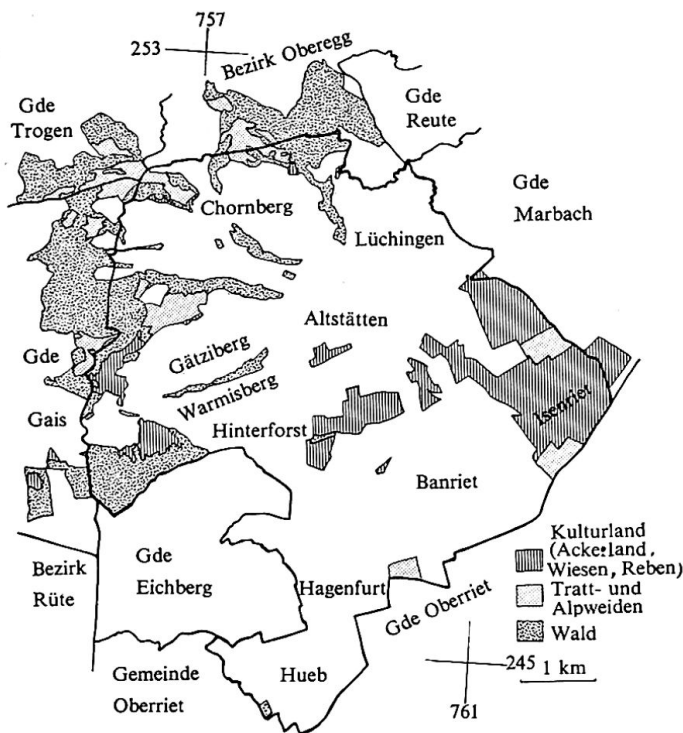 757
253
Bezirk Oberegg
Gde
Trogen
Gde
Reute
Gde
Marbach
Chornberg
Lüchingen
Altstätten
Gde
Gais
Gätziberg
Warmisberg
Isenriet
Hinterforst
Banriet
Kulturland
(Ackerland,
Wiesen, Reben)
Tratt- und
Alpweiden
Wald
Bezirk
Rüte
Gde
Eichberg
Hagenfurt
Gde Oberriet
Gemeinde
Oberriet
Hueb
245
1 km
761